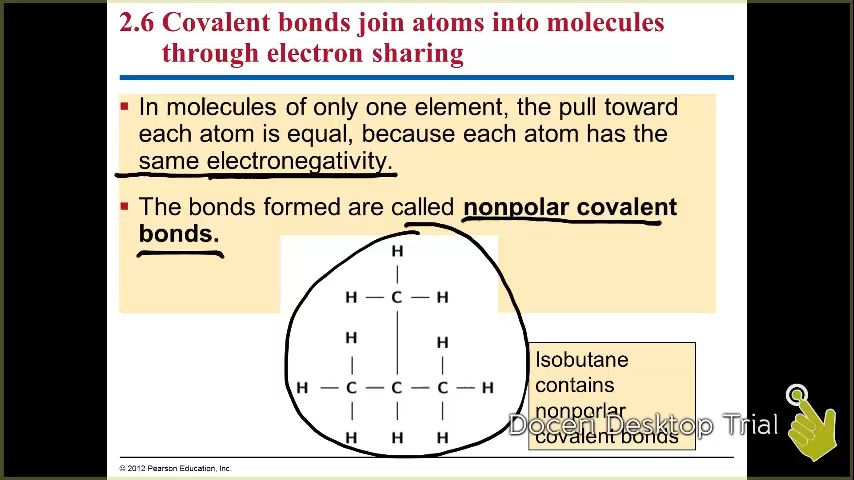 2.6 Covalent bonds join atoms into molecules
through electron sharing
▪ In molecules of only one element, the pull toward
each atom is equal, because each atom has the
same electronegativity.
▪ The bonds formed are called nonpolar covalent
bonds.
H
H — C — H
H H
H — C — C — C — H
H H H
Isobutane
contains
nonporlar
covalent bonds
Doceri Desktop Trial
© 2012 Pearson Education, Inc.